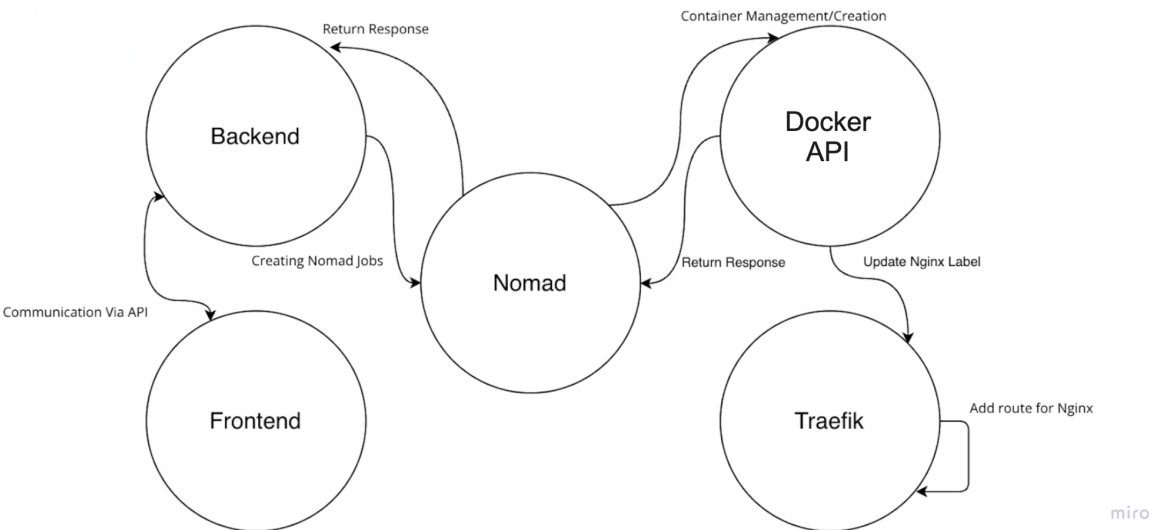 Container Management/Creation
Return Response
Backend
Docker
API
Creating Nomad Jobs
Nomad
Return Response
Update Nginx Label
Communication Via API
Frontend
Traefik
Add route for Nginx
miro